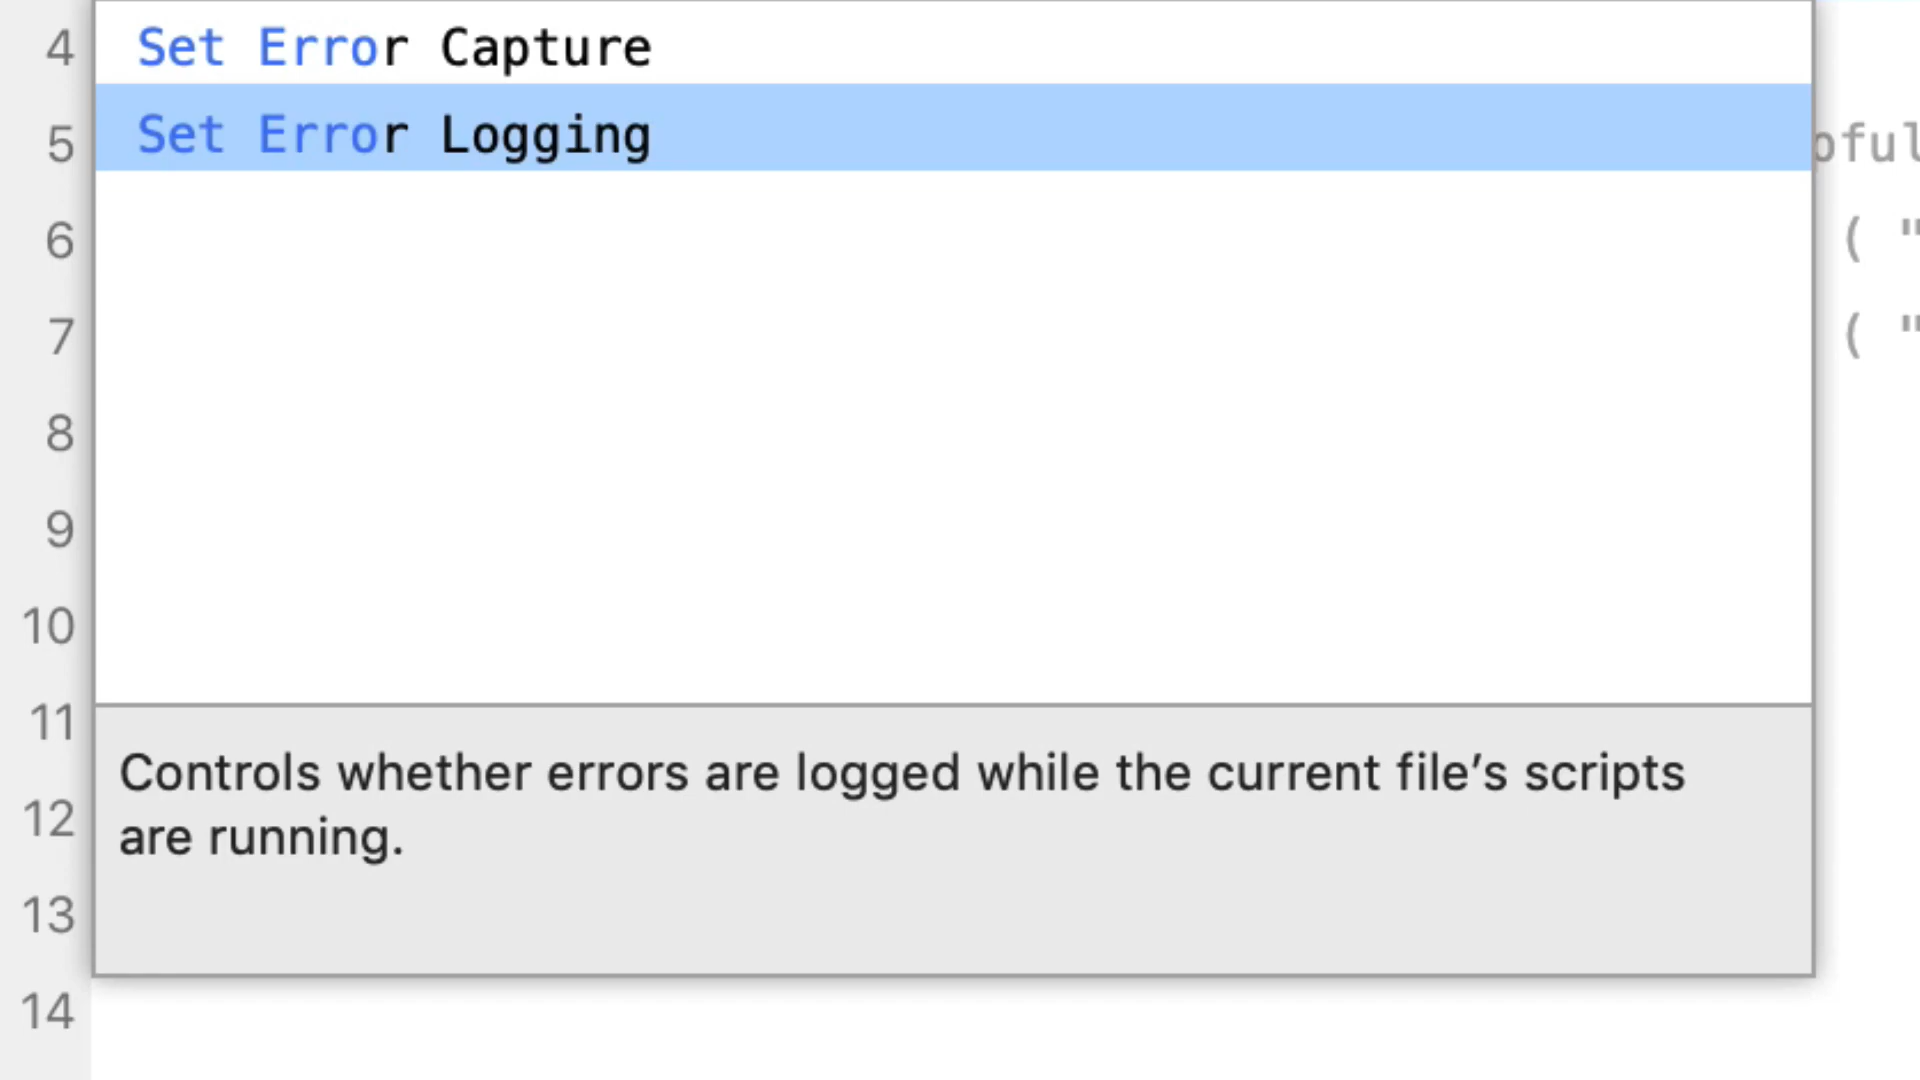 4 Set Error Capture
5 Set Error Logging
6 ( "
7 ( "
8
9
10
11
Controls whether errors are logged while the current file’s scripts
12 are running.
13
14